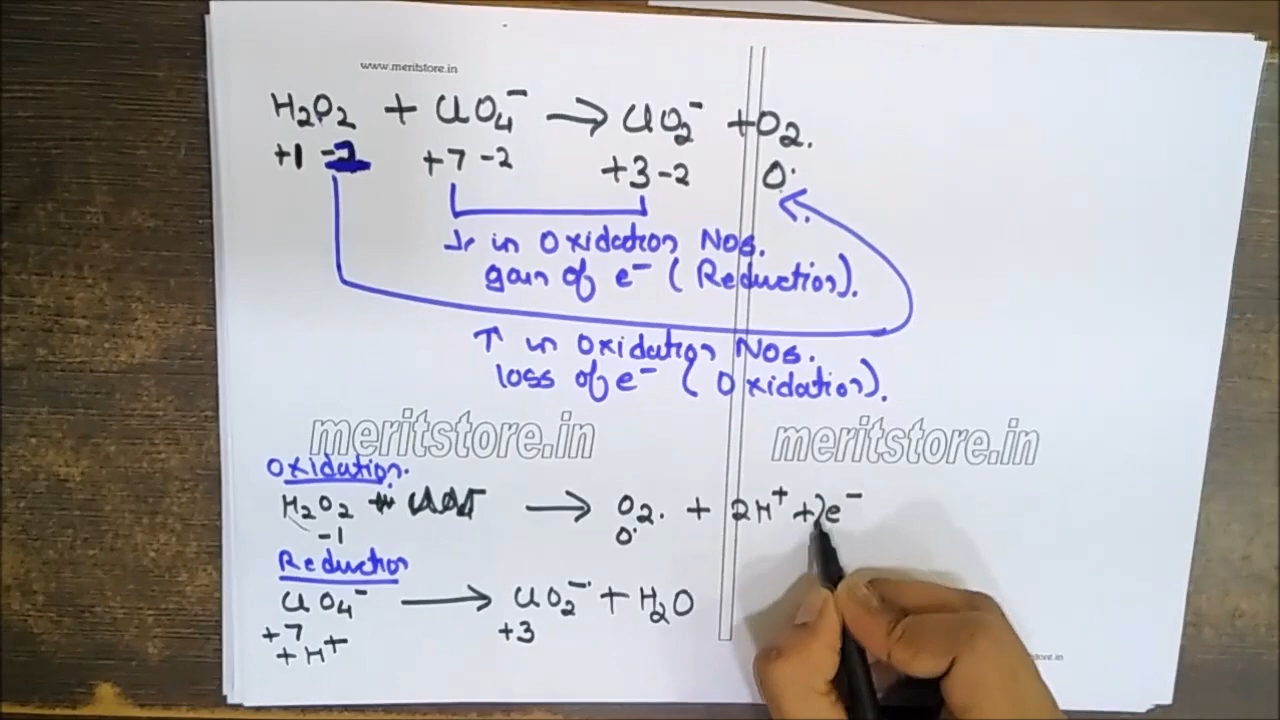 www.meritstore.in
H₂O₂ + ClO₄⁻ → ClO₂⁻ + O₂.
+1 +7 -2 +3 -2 0.
↓ in Oxidation Nos.
gain of e⁻ (Reduction).
↑ in Oxidation Nos.
loss of e⁻ (Oxidation).
meritstore.in meritstore.in
Oxidation.
H₂O₂ → O₂. + 2H⁺ + 2e⁻
-1 0.
Reduction
ClO₄⁻ → ClO₂⁻ + H₂O
+7 +3
+ H⁺
tore.in